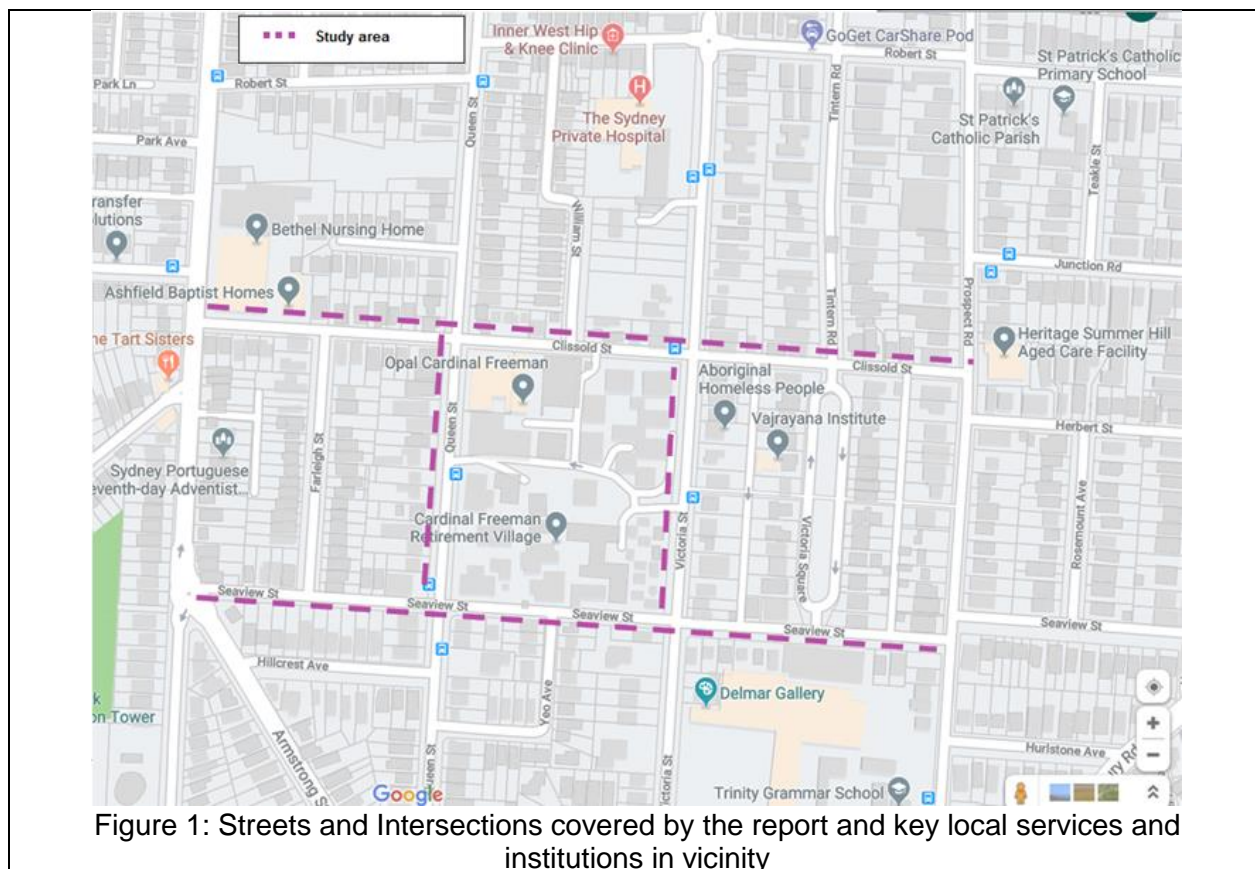 Study area
Inner West Hip
& Knee Clinic
GoGet CarShare Pod
Robert St
St Patrick's Catholic
Primary School
Park Ln
Robert St
Queen St
The Sydney
Private Hospital
Tintern Rd
St Patrick's
Catholic Parish
Teakle St
Park Ave
ransfer
olutions
Bethel Nursing Home
William St
Junction Rd
Ashfield Baptist Homes
Tintern Rd
Prospect Rd
ne Tart Sisters
Clissold St
Heritage Summer Hill
Aged Care Facility
Opal Cardinal Freeman
Aboriginal
Homeless People
Clissold St
Vajrayana Institute
Herbert St
Queen St
Farleigh St
Sydney Portuguese
eventh-day Adventist...
Cardinal Freeman
Retirement Village
Victoria St
Victoria Square
Rosemount Ave
Seaview St
Seaview St
Seaview St
Seaview St
Seaview St
Hillcrest Ave
Yeo Ave
Delmar Gallery
k
on Tower
Armstrong S
Queen St
Victoria St
Hurlstone Ave
ury Rd
Trinity Grammar School
Google
Figure 1: Streets and Intersections covered by the report and key local services and
institutions in vicinity